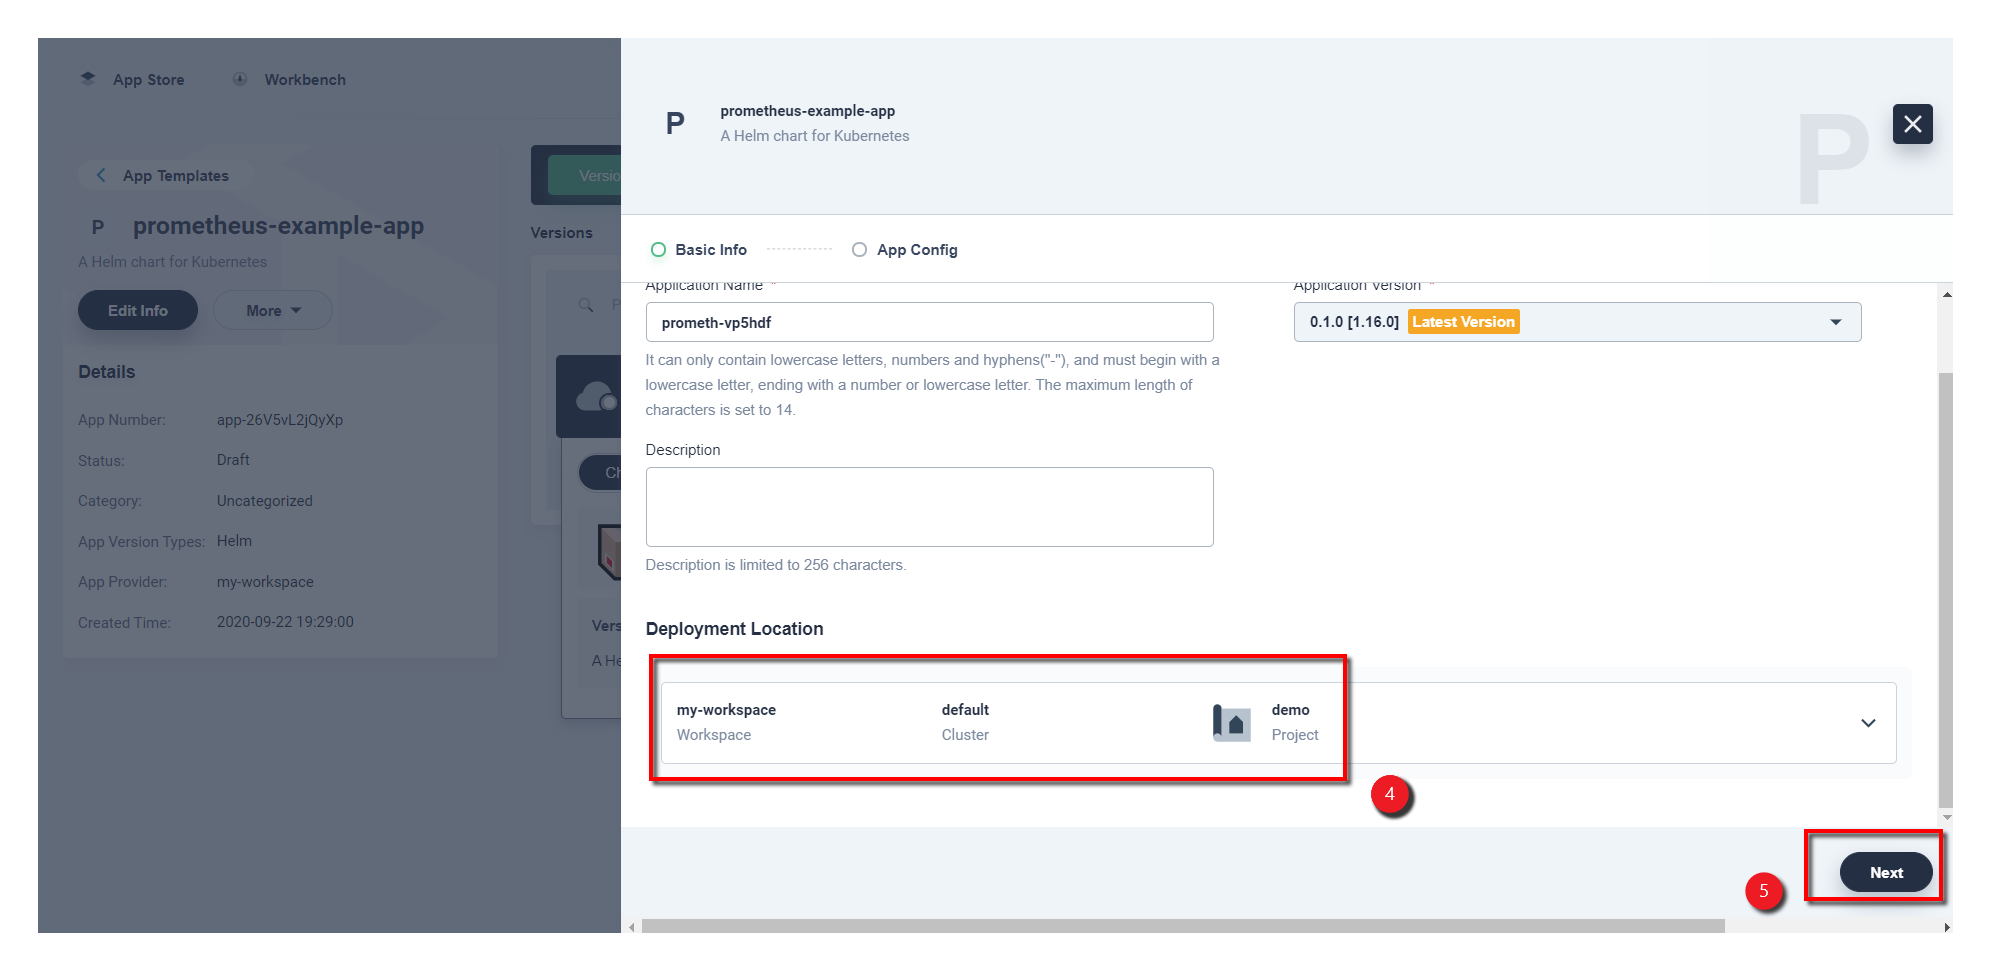 App Store
Workbench
App Templates
P
prometheus-example-app
A Helm chart for Kubernetes
Edit Info
More
Details
App Number: app-26V5vL2jQyXp
Status: Draft
Category: Uncategorized
App Version Types: Helm
App Provider: my-workspace
Created Time: 2020-09-22 19:29:00
Versio
Versions
P
Ch
Vers
A He
P
prometheus-example-app
A Helm chart for Kubernetes
P
Basic Info
App Config
Application Name *
prometh-vp5hdf
It can only contain lowercase letters, numbers and hyphens("-"), and must begin with a
lowercase letter, ending with a number or lowercase letter. The maximum length of
characters is set to 14.
Application Version *
0.1.0 [1.16.0] Latest Version
Description
Description is limited to 256 characters.
Deployment Location
my-workspace
Workspace
default
Cluster
demo
Project
4
5
Next